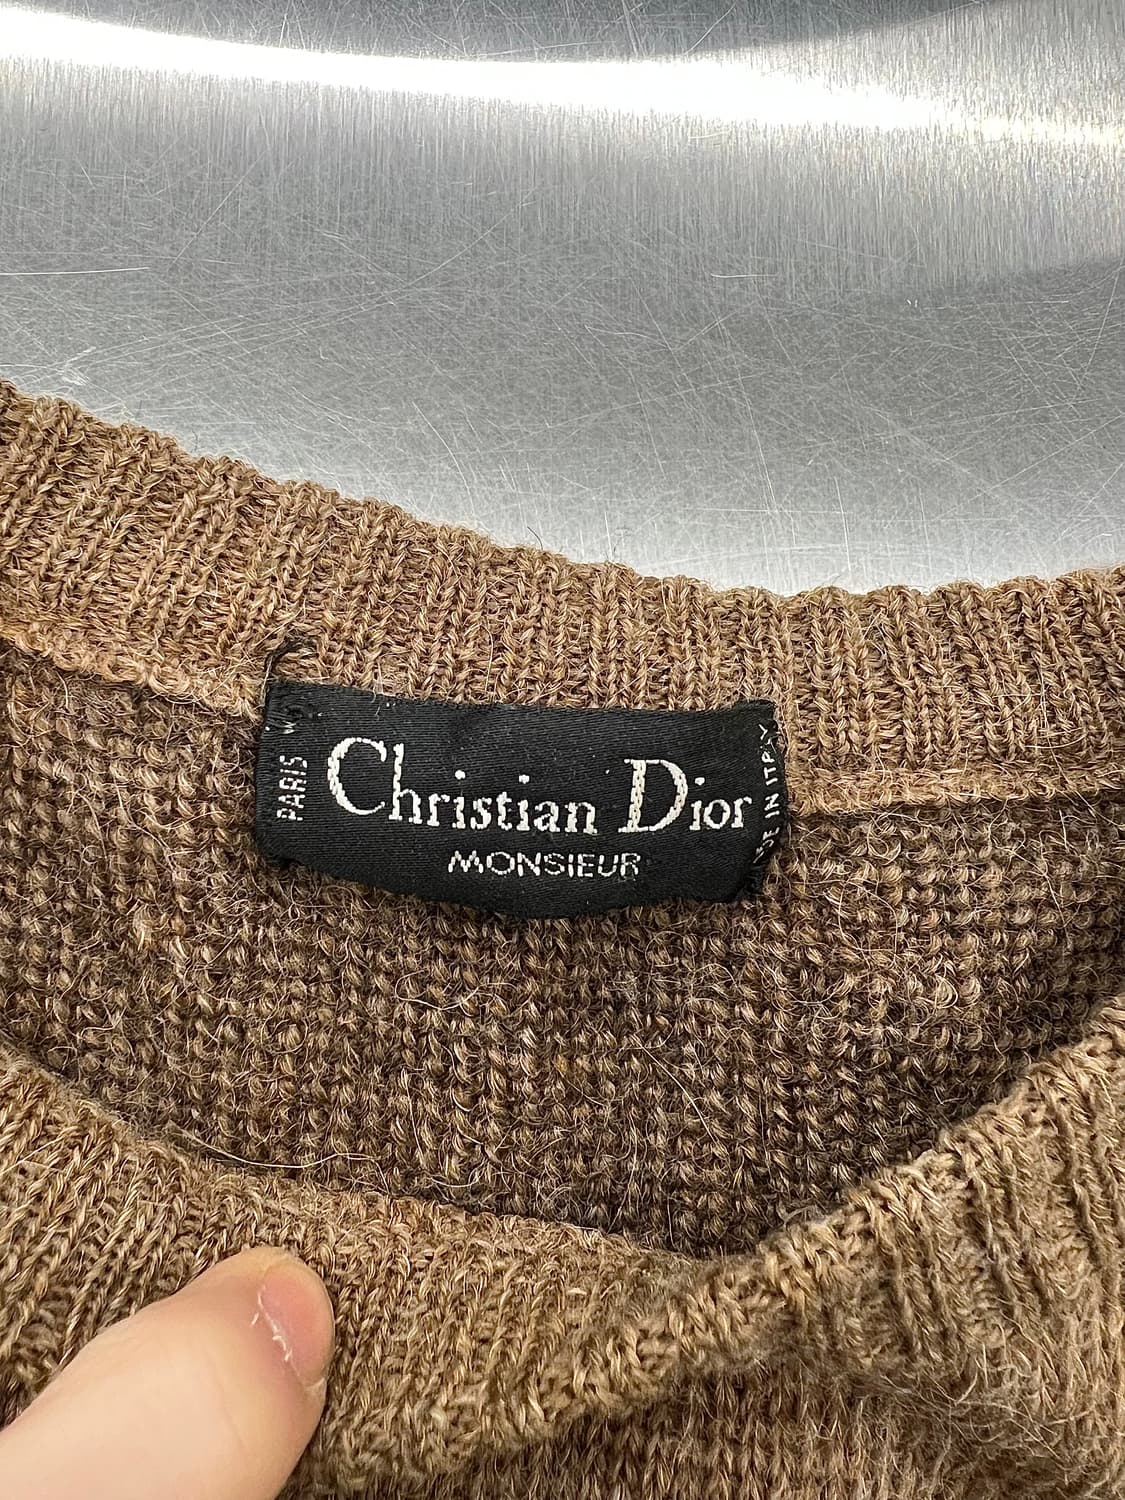 PARIS
Christian Dior
MONSIEUR
IN ITALY